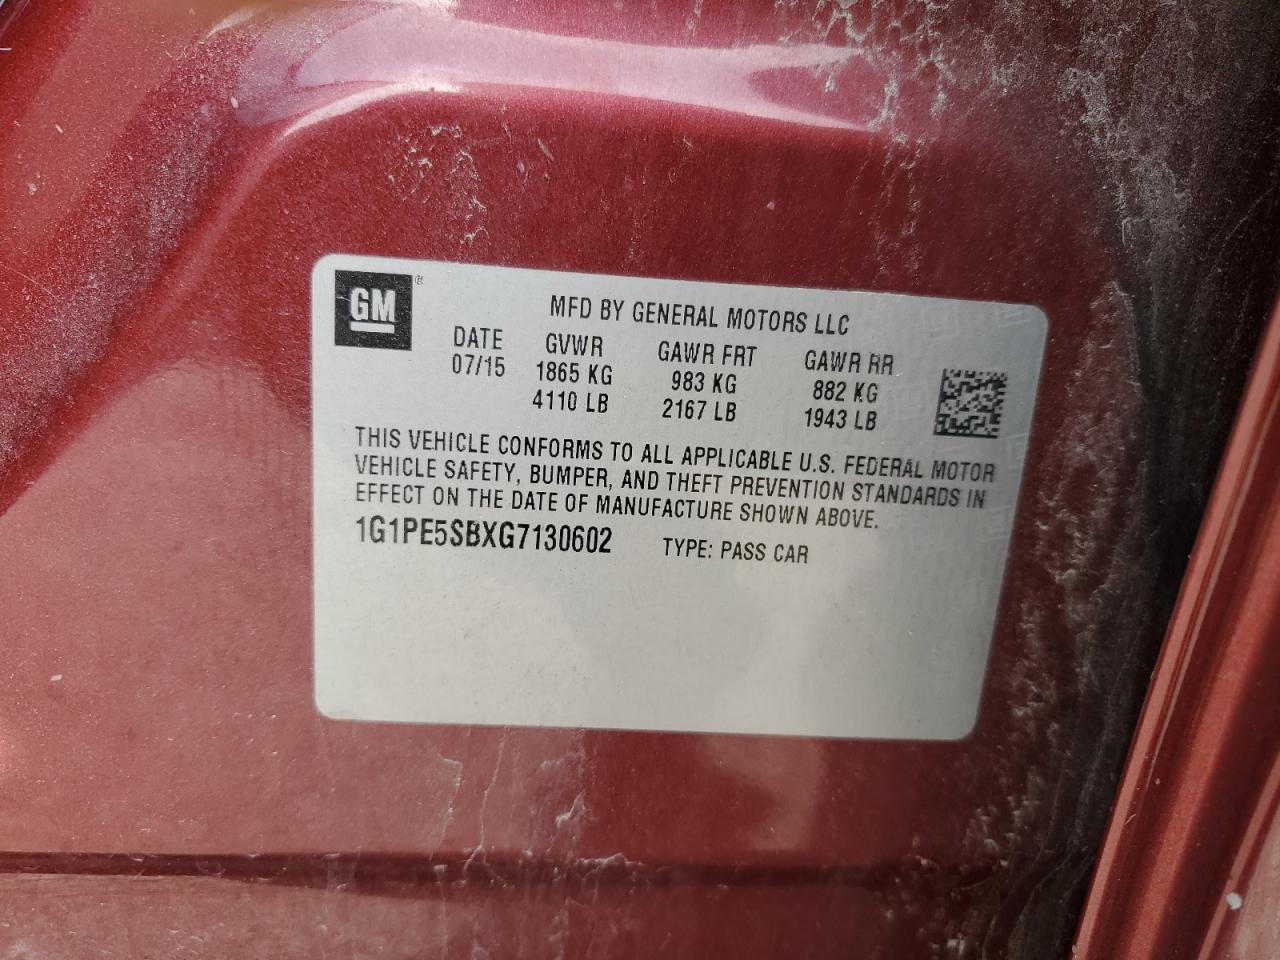 GM®
MFD BY GENERAL MOTORS LLC
DATE GVWR GAWR FRT GAWR RR
07/15 1865 KG 983 KG 882 KG
4110 LB 2167 LB 1943 LB
THIS VEHICLE CONFORMS TO ALL APPLICABLE U.S. FEDERAL MOTOR
VEHICLE SAFETY, BUMPER, AND THEFT PREVENTION STANDARDS IN
EFFECT ON THE DATE OF MANUFACTURE SHOWN ABOVE.
1G1PE5SBXG7130602 TYPE: PASS CAR